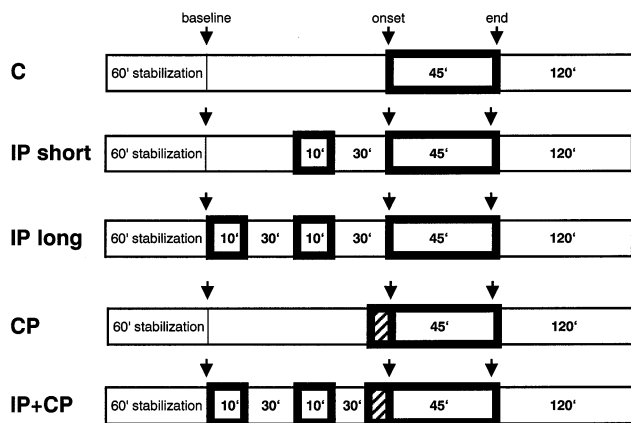 baseline onset end
C 60' stabilization 45' 120'
IP short 60' stabilization 10' 30' 45' 120'
IP long 60' stabilization 10' 30' 10' 30' 45' 120'
CP 60' stabilization 45' 120'
IP+CP 60' stabilization 10' 30' 10' 30' 45' 120'